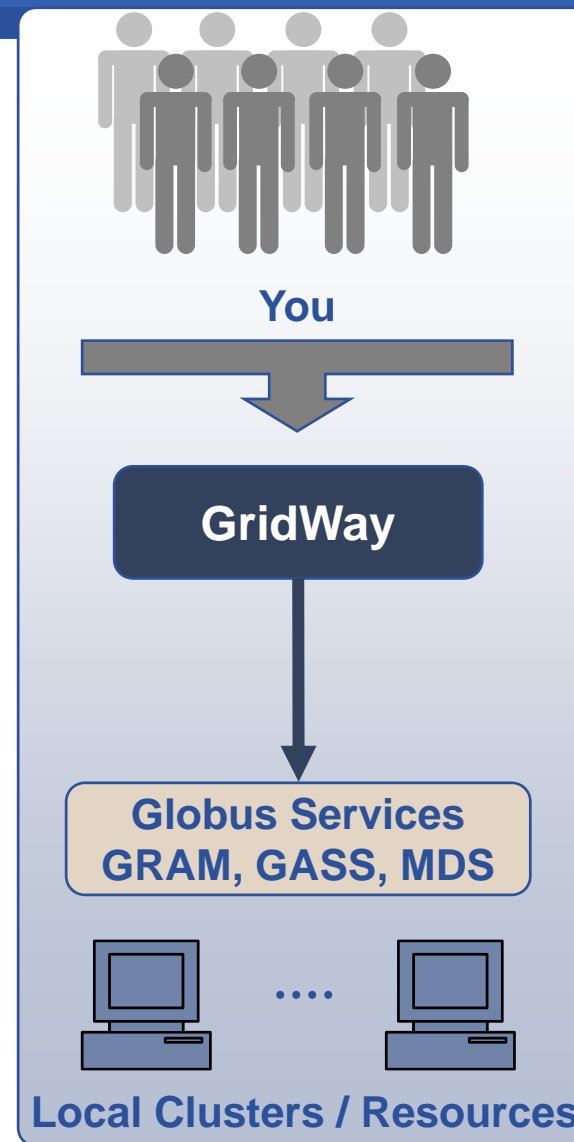 You
GridWay
Globus Services
GRAM, GASS, MDS
....
Local Clusters / Resources